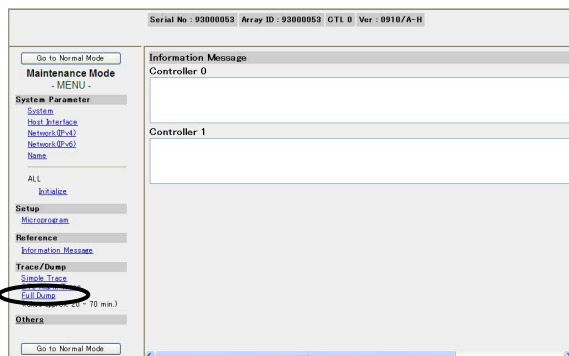 Serial No : 93000053 Array ID : 93000053 CTL 0 Ver : 0910/A-H
Go to Normal Mode
Maintenance Mode
- MENU -
System Parameter
System
Host Interface
Network(IPv4)
Network(IPv6)
Name
ALL
Initialize
Setup
Microprogram
Reference
Information Message
Trace/Dump
Simple Trace
Full Dump
20 - 70 min.)
Others
Go to Normal Mode
Information Message
Controller 0
Controller 1